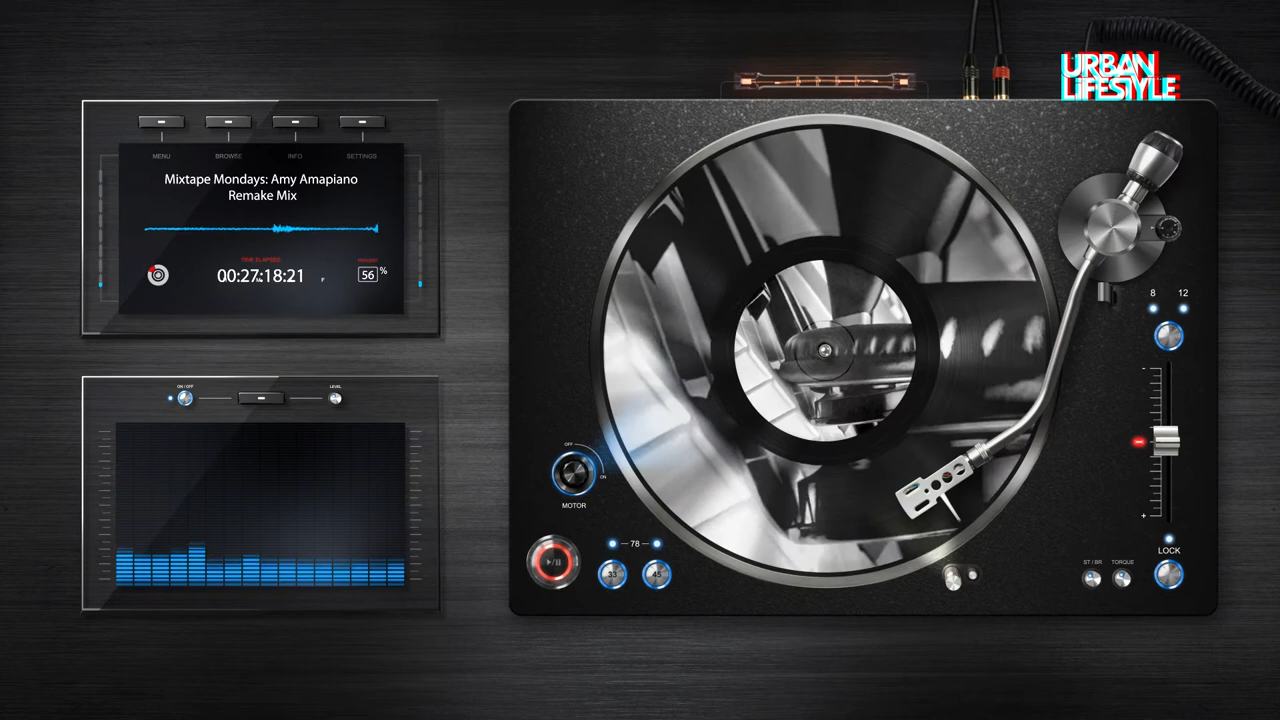 URBAN
LiFESTYLE
MENU BROWSE INFO SETTINGS
Mixtape Mondays: Amy Amapiano
Remake Mix
TIME ELAPSED
00:27:18:21
F
56 %
8 12
ON / OFF
LEVEL
OFF
ON
MOTOR
78
33 45
- 
+
LOCK
ST / BR TORQUE